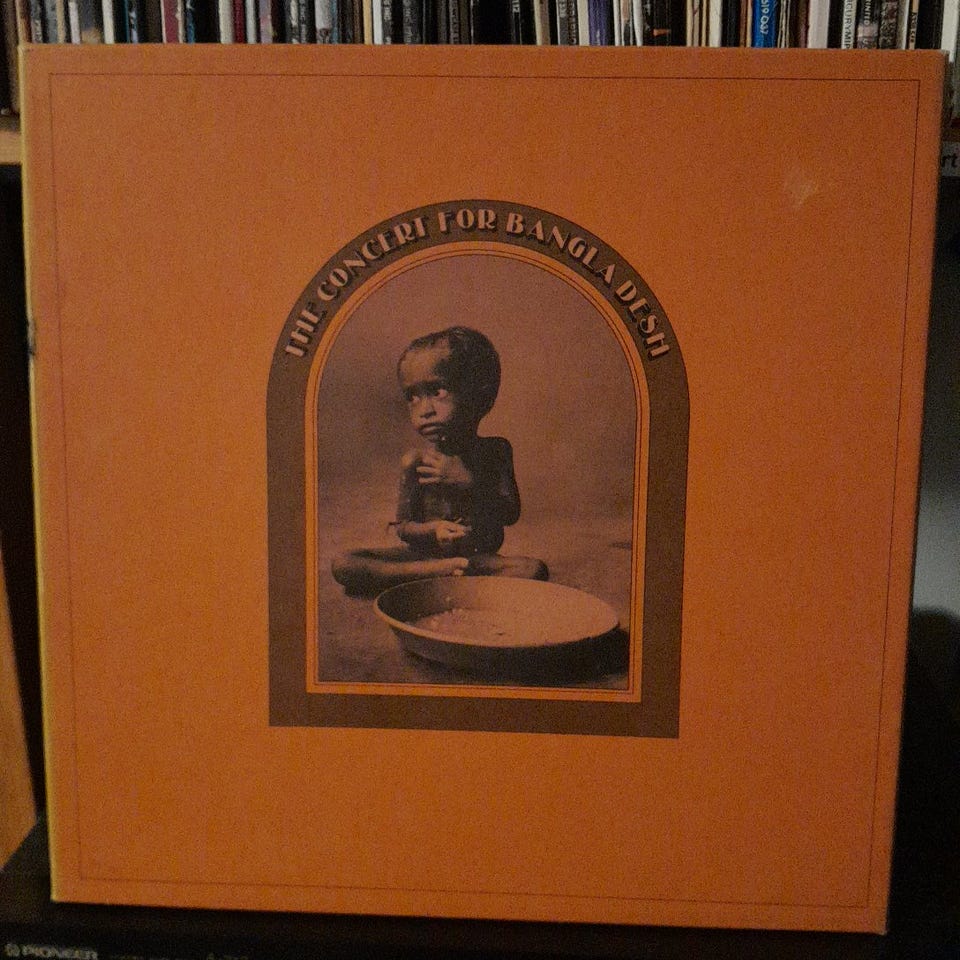 THE CONCERT FOR BANGLA DESH
PIONEER